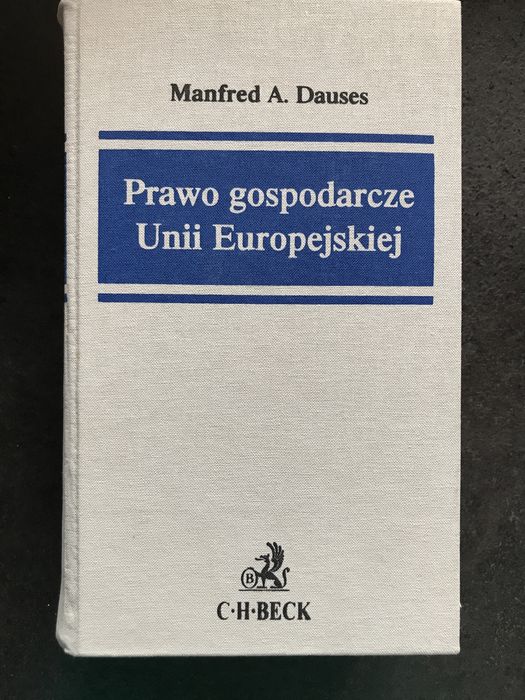 Manfred A. Dauses
Prawo gospodarcze
Unii Europejskiej
B
C·H·BECK